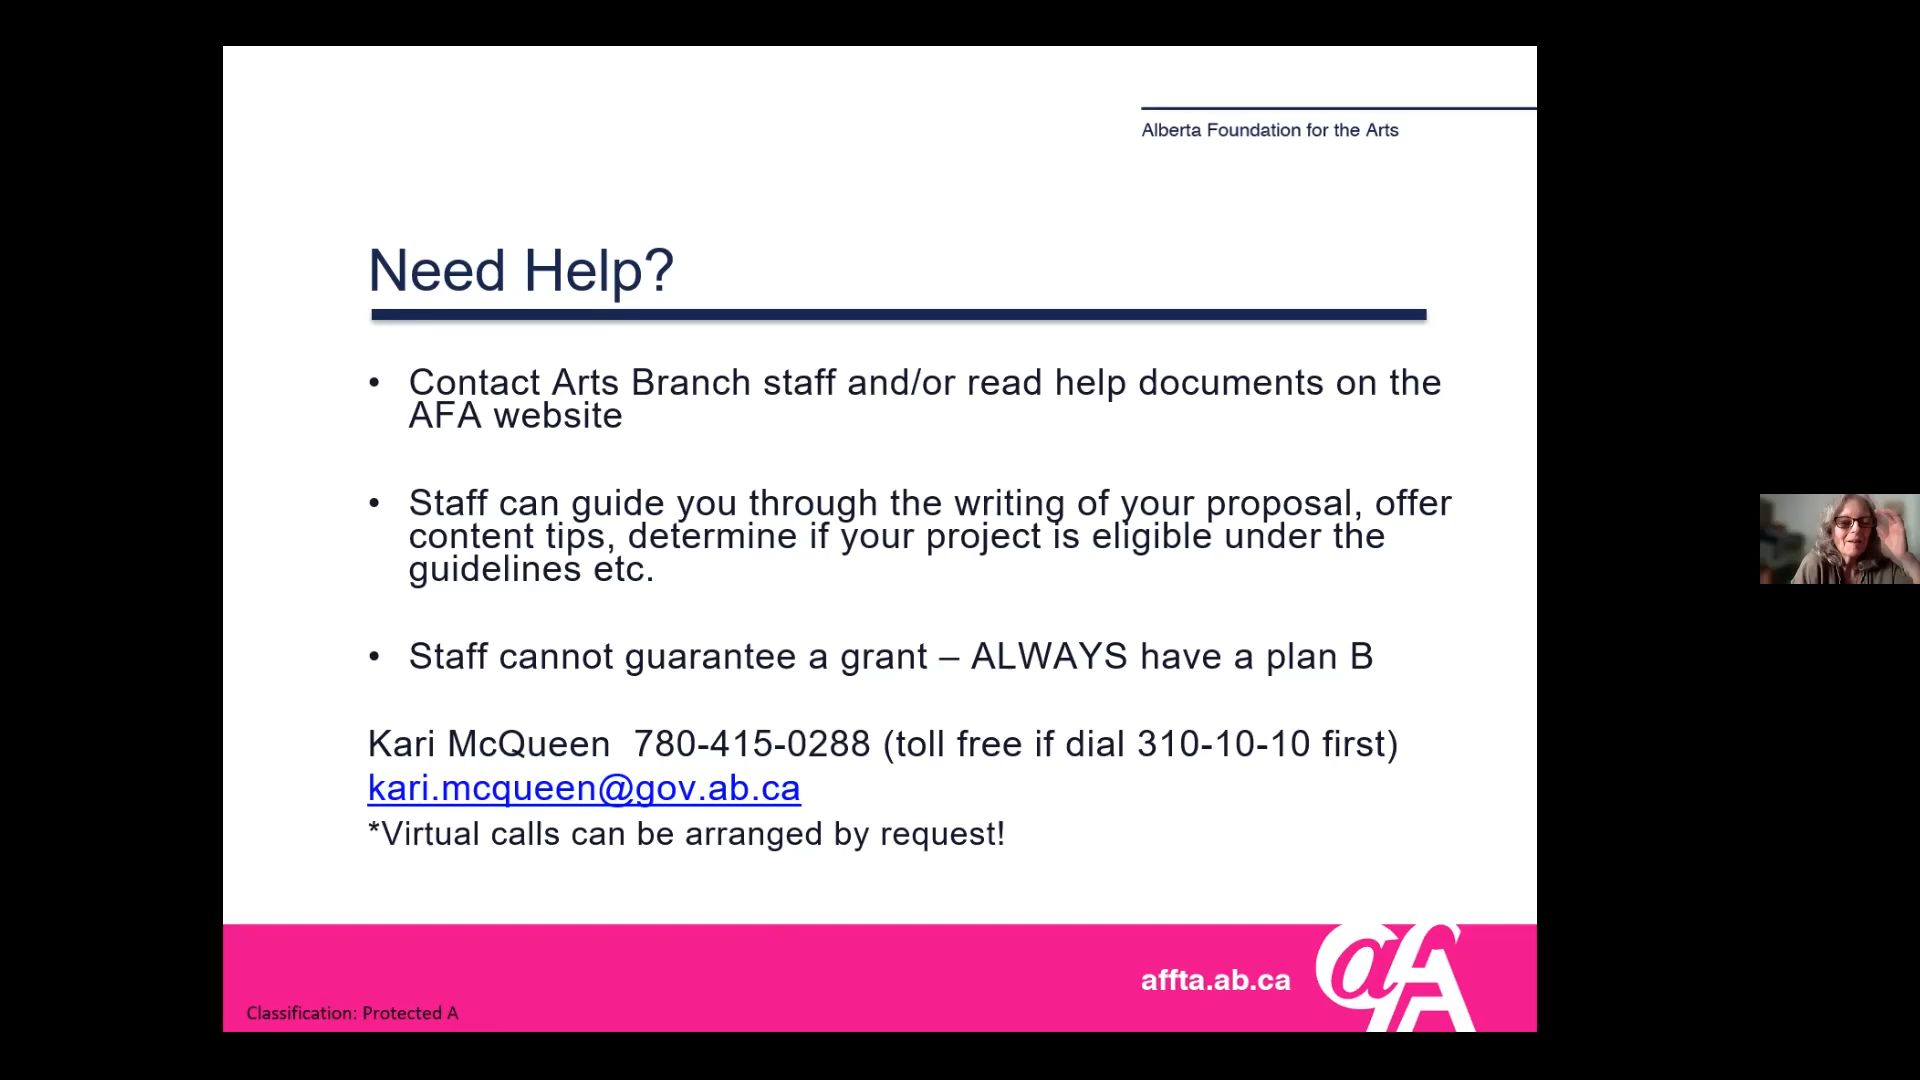 Alberta Foundation for the Arts
Need Help?
• Contact Arts Branch staff and/or read help documents on the
AFA website
• Staff can guide you through the writing of your proposal, offer
content tips, determine if your project is eligible under the
guidelines etc.
• Staff cannot guarantee a grant – ALWAYS have a plan B
Kari McQueen  780-415-0288 (toll free if dial 310-10-10 first)
kari.mcqueen@gov.ab.ca
*Virtual calls can be arranged by request!
affta.ab.ca
afA
Classification: Protected A